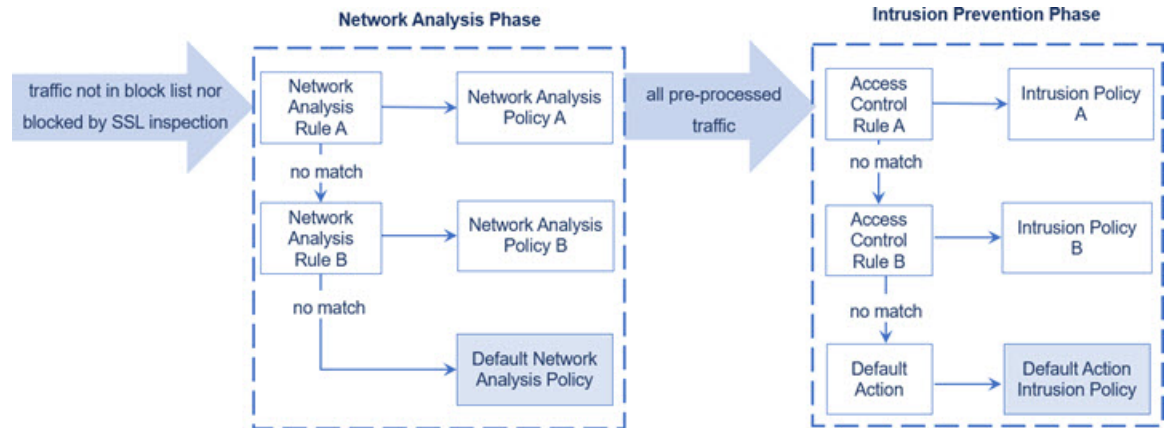 Network Analysis Phase
Intrusion Prevention Phase
traffic not in block list nor
blocked by SSL inspection
Network
Analysis
Rule A
Network Analysis
Policy A
no match
Network
Analysis
Rule B
Network Analysis
Policy B
no match
Default Network
Analysis Policy
all pre-processed
traffic
Access
Control
Rule A
Intrusion Policy
A
no match
Access
Control
Rule B
Intrusion Policy
B
no match
Default
Action
Default Action
Intrusion Policy